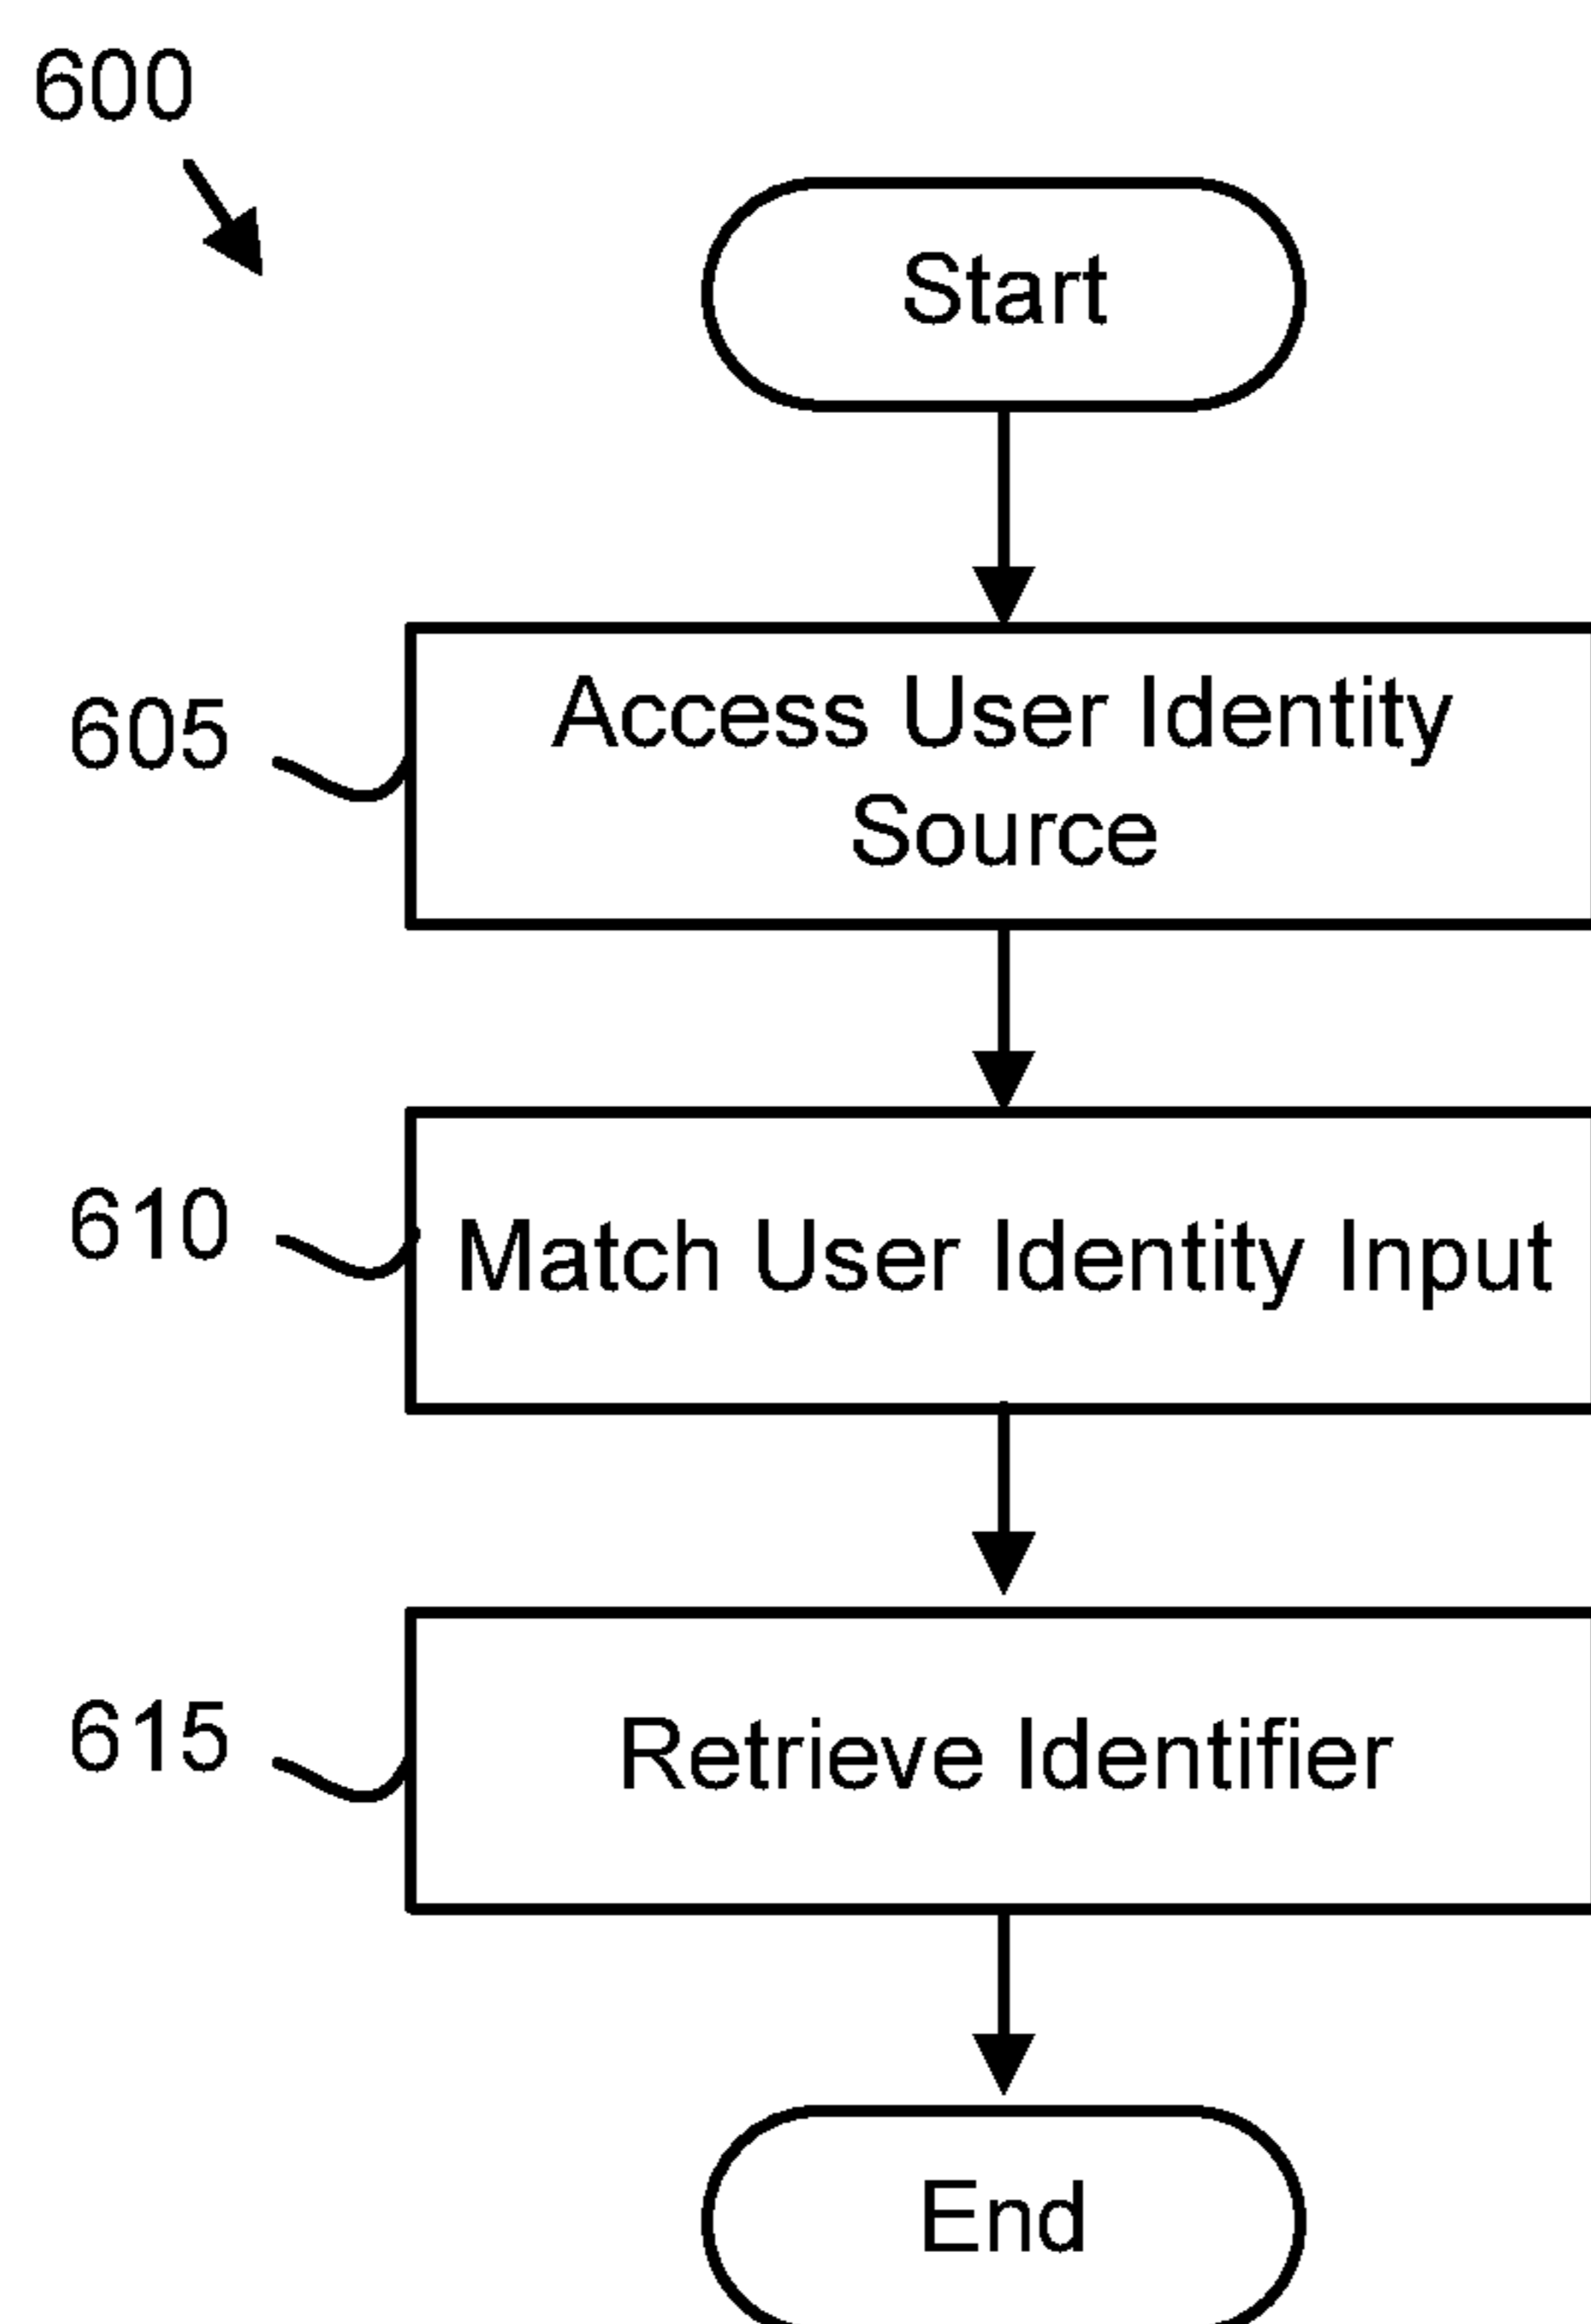 600
Start
605
Access User Identity
Source
610
Match User Identity Input
615
Retrieve Identifier
End